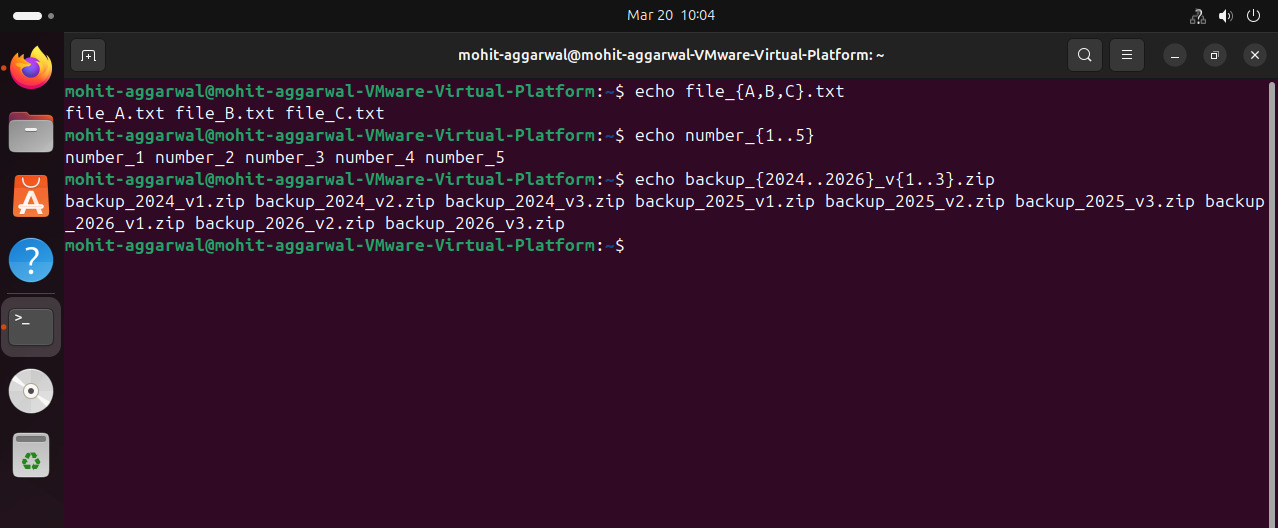 Mar 20 10:04
mohit-aggarwal@mohit-aggarwal-VMware-Virtual-Platform: ~
mohit-aggarwal@mohit-aggarwal-VMware-Virtual-Platform:~$ echo file_{A,B,C}.txt
file_A.txt file_B.txt file_C.txt
mohit-aggarwal@mohit-aggarwal-VMware-Virtual-Platform:~$ echo number_{1..5}
number_1 number_2 number_3 number_4 number_5
mohit-aggarwal@mohit-aggarwal-VMware-Virtual-Platform:~$ echo backup_{2024..2026}_v{1..3}.zip
backup_2024_v1.zip backup_2024_v2.zip backup_2024_v3.zip backup_2025_v1.zip backup_2025_v2.zip backup_2025_v3.zip backup
_2026_v1.zip backup_2026_v2.zip backup_2026_v3.zip
mohit-aggarwal@mohit-aggarwal-VMware-Virtual-Platform:~$